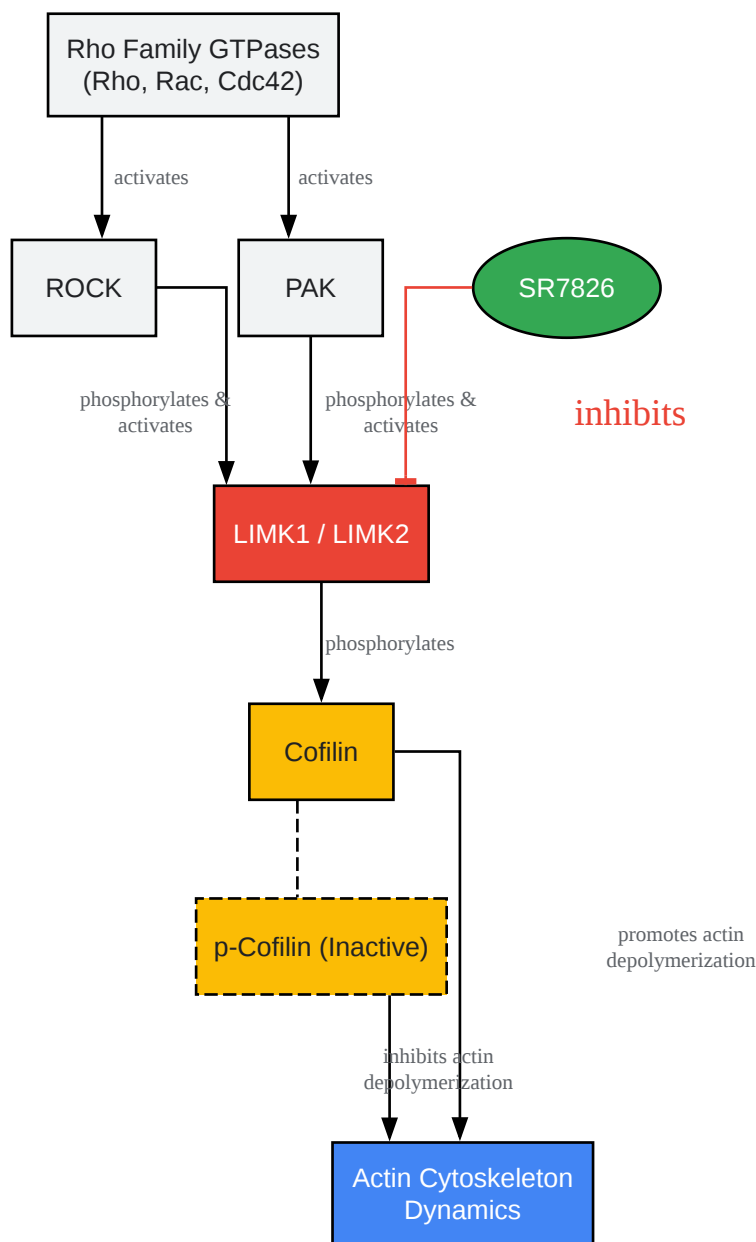 Rho Family GTPases
(Rho, Rac, Cdc42)
activates
activates
ROCK
PAK
SR7826
phosphorylates &
activates
phosphorylates &
activates
inhibits
LIMK1 / LIMK2
phosphorylates
Cofilin
p-Cofilin (Inactive)
promotes actin
depolymerization
inhibits actin
depolymerization
Actin Cytoskeleton
Dynamics